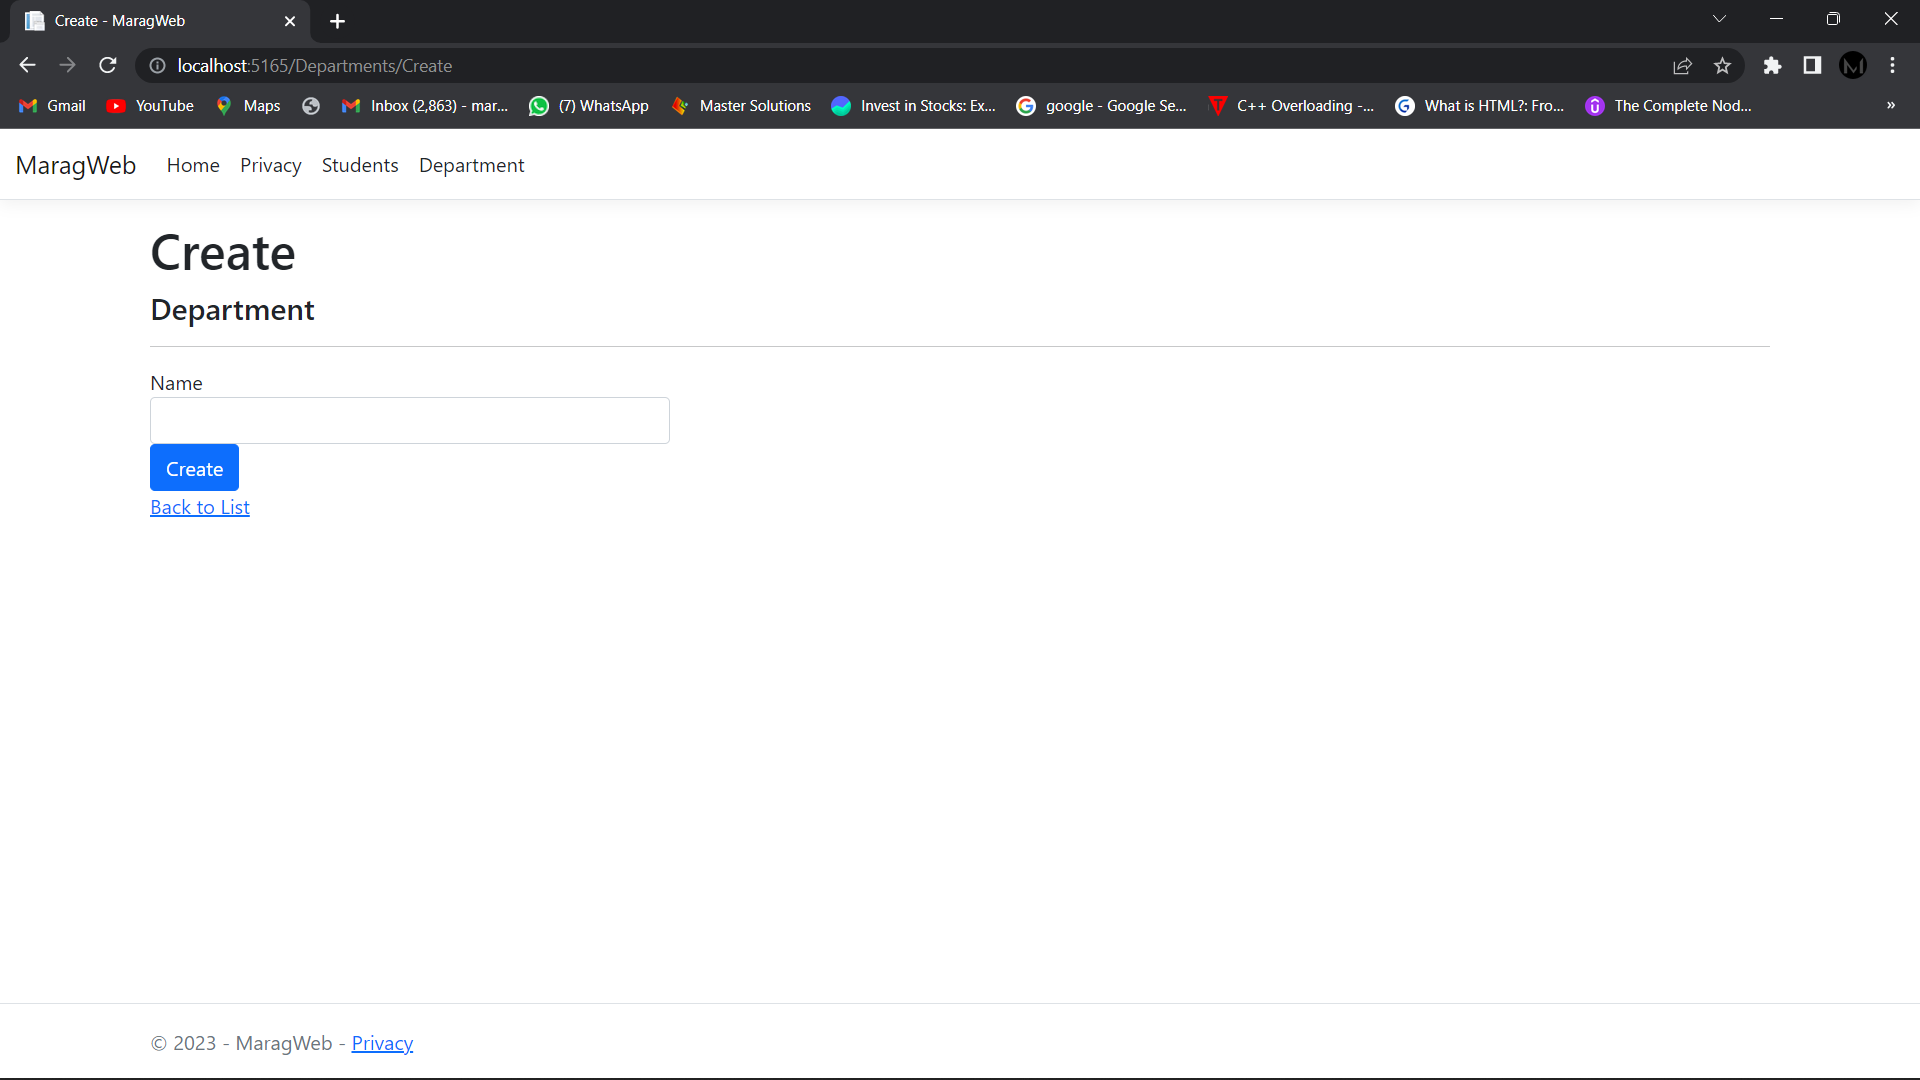 Create - MaragWeb
localhost:5165/Departments/Create
Gmail YouTube Maps Inbox (2,863) - mar... (7) WhatsApp Master Solutions Invest in Stocks: Ex... google - Google Se... C++ Overloading -... What is HTML?: Fro... The Complete Nod... »
MaragWeb Home Privacy Students Department
Create
Department
Name
Create
Back to List
© 2023 - MaragWeb - Privacy